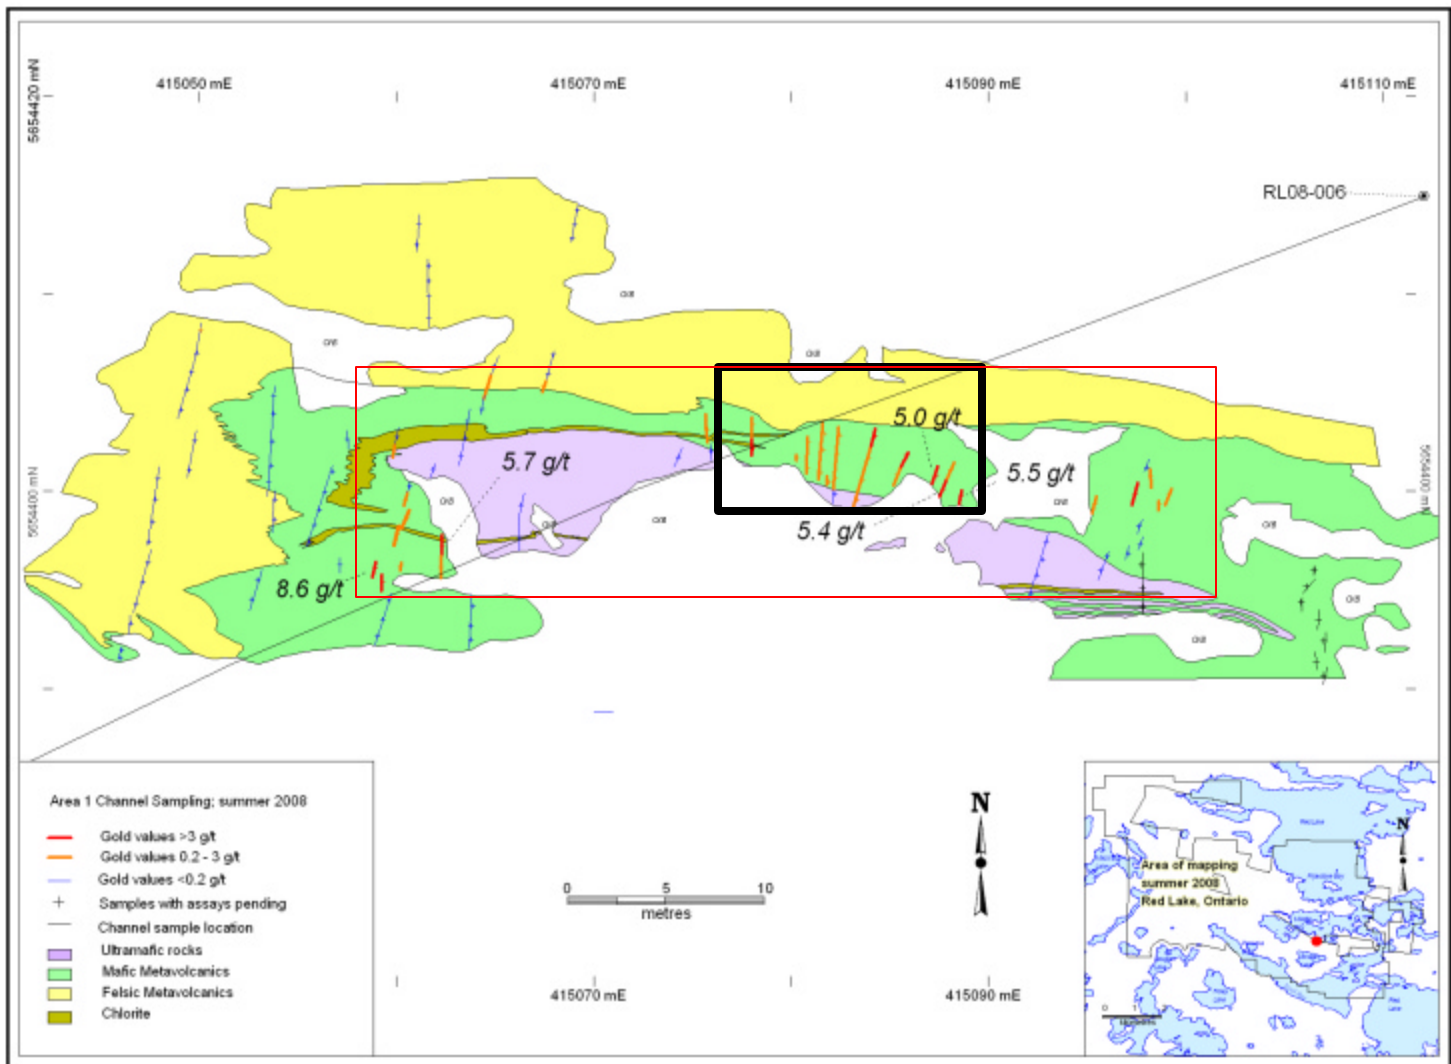 415050 mE
415070 mE
415090 mE
415110 mE
5654420 mN
RL08-006
O/B
O/B
O/B
5.0 g/t
5.7 g/t
5.5 g/t
5654400 mN
5654400 mN
O/B
O/B
O/B
O/B
O/B
5.4 g/t
8.6 g/t
O/B
O/B
Area 1 Channel Sampling; summer 2008
Gold values >3 g/t
Gold values 0.2 - 3 g/t
Gold values <0.2 g/t
Samples with assays pending
Channel sample location
Ultramafic rocks
Mafic Metavolcanics
Felsic Metavolcanics
Chlorite
0 5 10
metres
N
415070 mE
415090 mE
N
Area of mapping
summer 2008
Red Lake, Ontario
0